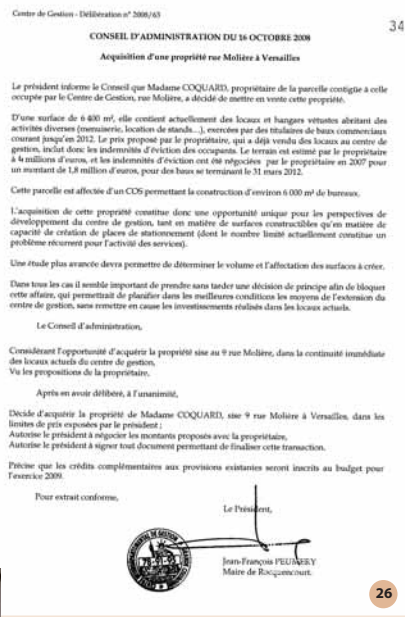 Centre de Gestion - Délibération n° 2008/65
34
CONSEIL D'ADMINISTRATION DU 16 OCTOBRE 2008
Acquisition d'une propriété rue Molière à Versailles
Le président informe le Conseil que Madame COQUARD, propriétaire de la parcelle contigüe à celle
occupée par le Centre de Gestion, rue Molière, a décidé de mettre en vente cette propriété.
D'une surface de 6 400 m², elle contient actuellement des locaux et hangars vétustes abritant des
activités diverses (menuiserie, location de stands...), exercées par des titulaires de baux commerciaux
courant jusqu'en 2012. Le prix proposé par le propriétaire, qui a déjà vendu des locaux au centre de
gestion, inclut donc les indemnités d'éviction des occupants. Le terrain est estimé par le propriétaire
à 4 millions d'euros, et les indemnités d'éviction ont été négociées par le propriétaire en 2007 pour
un montant de 1,8 million d'euros, pour des baux se terminant le 31 mars 2012.
Cette parcelle est affectée d'un COS permettant la construction d'environ 6 000 m² de bureaux.
L'acquisition de cette propriété constitue donc une opportunité unique pour les perspectives de
développement du centre de gestion, tant en matière de surfaces constructibles qu'en matière de
capacité de création de places de stationnement (dont le nombre limité actuellement constitue un
problème récurrent pour l'activité des services).
Une étude plus avancée devra permettre de déterminer le volume et l'affectation des surfaces à créer.
Dans tous les cas il semble important de prendre sans tarder une décision de principe afin de bloquer
cette affaire, qui permettrait de planifier dans les meilleures conditions les moyens de l'extension du
centre de gestion, sans remettre en cause les investissements réalisés dans les locaux actuels.
Le Conseil d'administration,
Considérant l'opportunité d'acquérir la propriété sise au 9 rue Molière, dans la continuité immédiate
des locaux actuels du centre de gestion,
Vu les propositions de la propriétaire,
Après en avoir délibéré, à l'unanimité,
Décide d'acquérir la propriété de Madame COQUARD, sise 9 rue Molière à Versailles, dans les
limites de prix exposées par le président ;
Autorise le président à négocier les montants proposés avec la propriétaire,
Autorise le président à signer tout document permettant de finaliser cette transaction.
Précise que les crédits complémentaires aux provisions existantes seront inscrits au budget pour
l'exercice 2009.
Pour extrait conforme,
Le Président,
Jean-François PEUMERY
Maire de Rocquencourt.
26